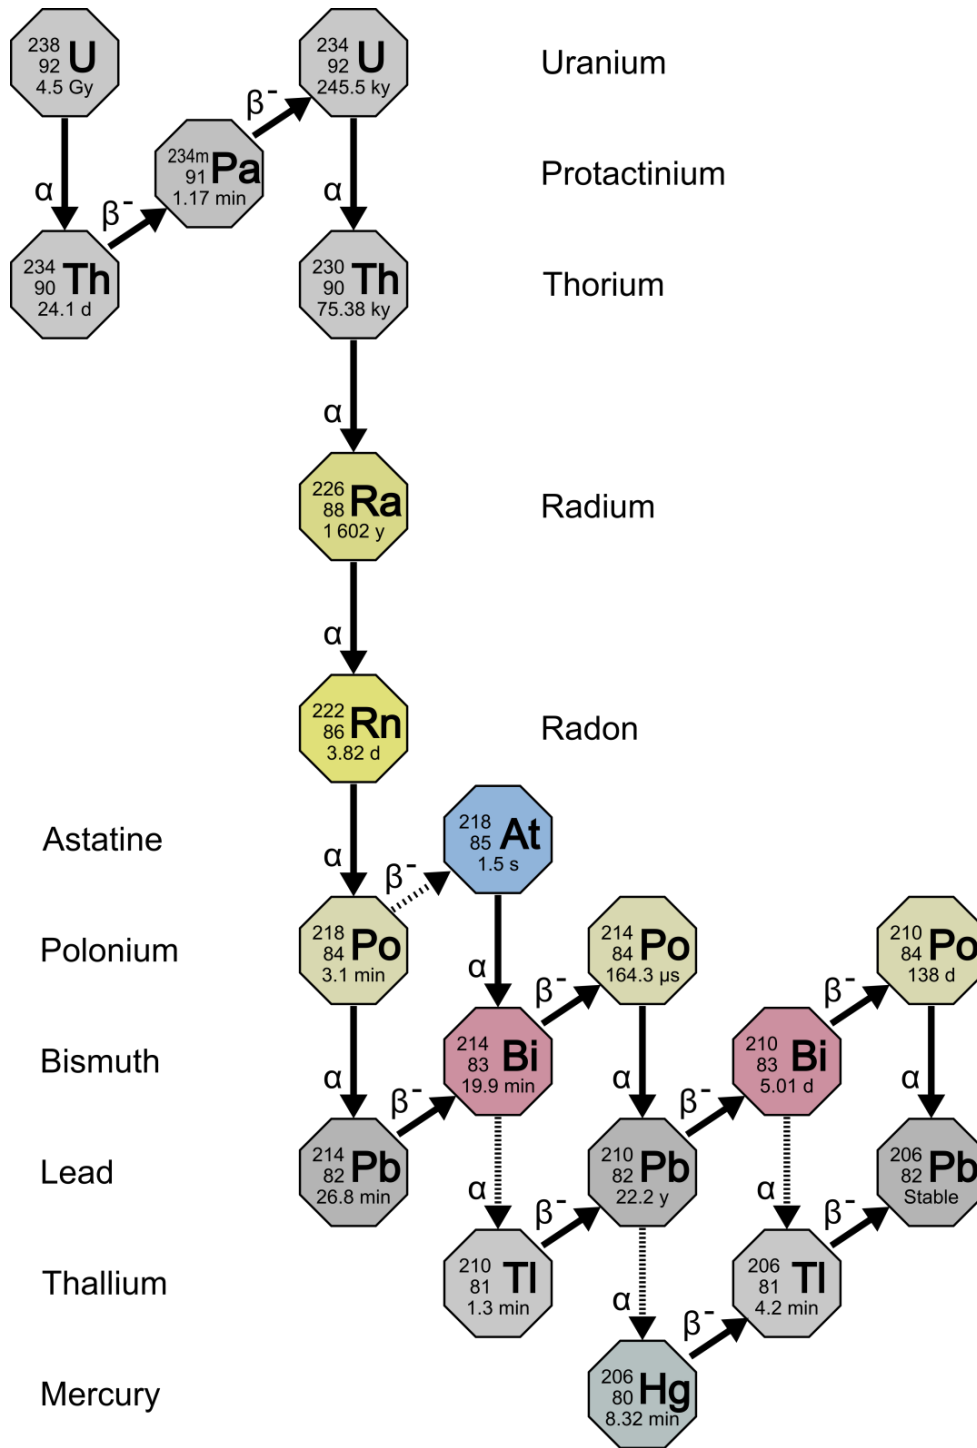 238
92 U
4.5 Gy
234
92 U
245.5 ky
Uranium
β-
234m
91 Pa
1.17 min
Protactinium
α
β-
α
234
90 Th
24.1 d
230
90 Th
75.38 ky
Thorium
α
226
88 Ra
1 602 y
Radium
α
222
86 Rn
3.82 d
Radon
Astatine
218
85 At
1.5 s
α
β-
Polonium
218
84 Po
3.1 min
214
84 Po
164.3 µs
210
84 Po
138 d
α
β-
β-
Bismuth
214
83 Bi
19.9 min
210
83 Bi
5.01 d
α
β-
α
β-
α
Lead
214
82 Pb
26.8 min
210
82 Pb
22.2 y
206
82 Pb
Stable
α
β-
α
β-
Thallium
210
81 Tl
1.3 min
206
81 Tl
4.2 min
α
β-
Mercury
206
80 Hg
8.32 min